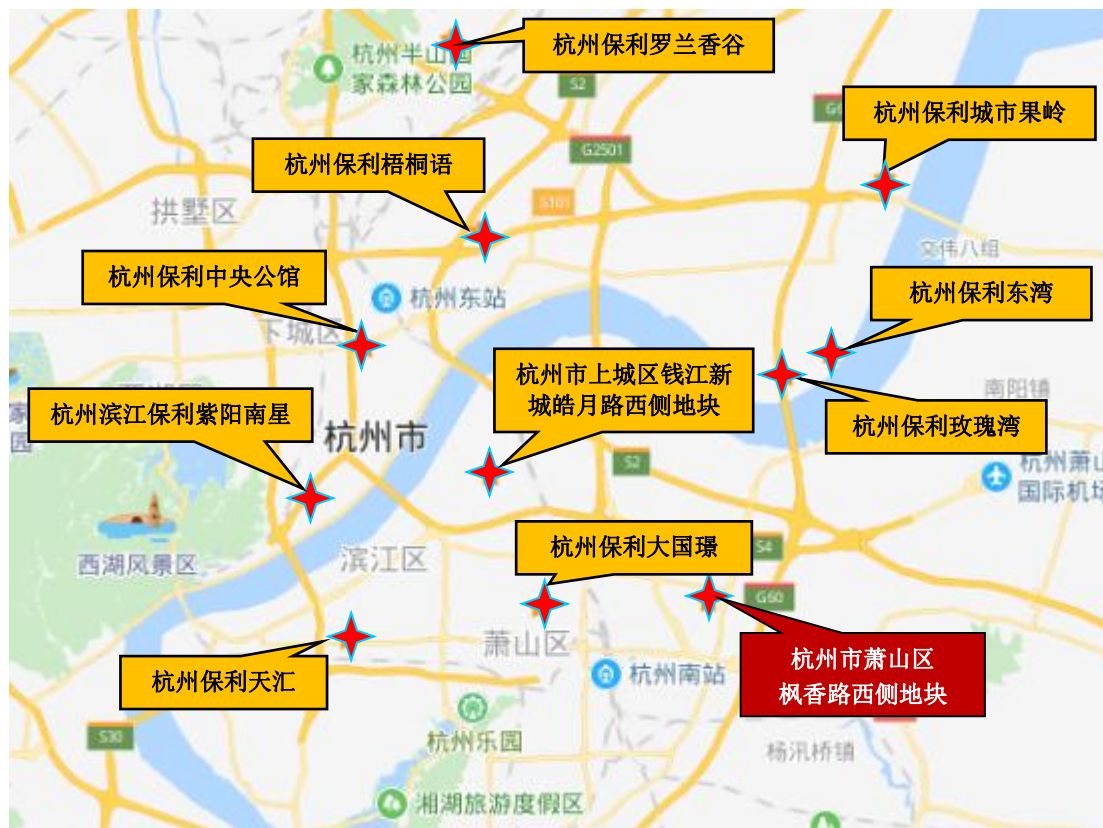 杭州保利罗兰香谷
杭州半山国
家森林公园
S2
杭州保利城市果岭
G2501
杭州保利梧桐语
S101
拱墅区
文伟八组
杭州保利中央公馆
杭州东站
杭州保利东湾
下城区
杭州市上城区钱江新
城皓月路西侧地块
南阳镇
杭州滨江保利紫阳南星
杭州保利玫瑰湾
杭州市
园
S2
杭州萧山
国际机场
西湖风景区
滨江区
杭州保利大国璟
S4
G60
萧山区
杭州市萧山区
枫香路西侧地块
杭州南站
杭州保利天汇
S30
杭州乐园
杨汛桥镇
湘湖旅游度假区